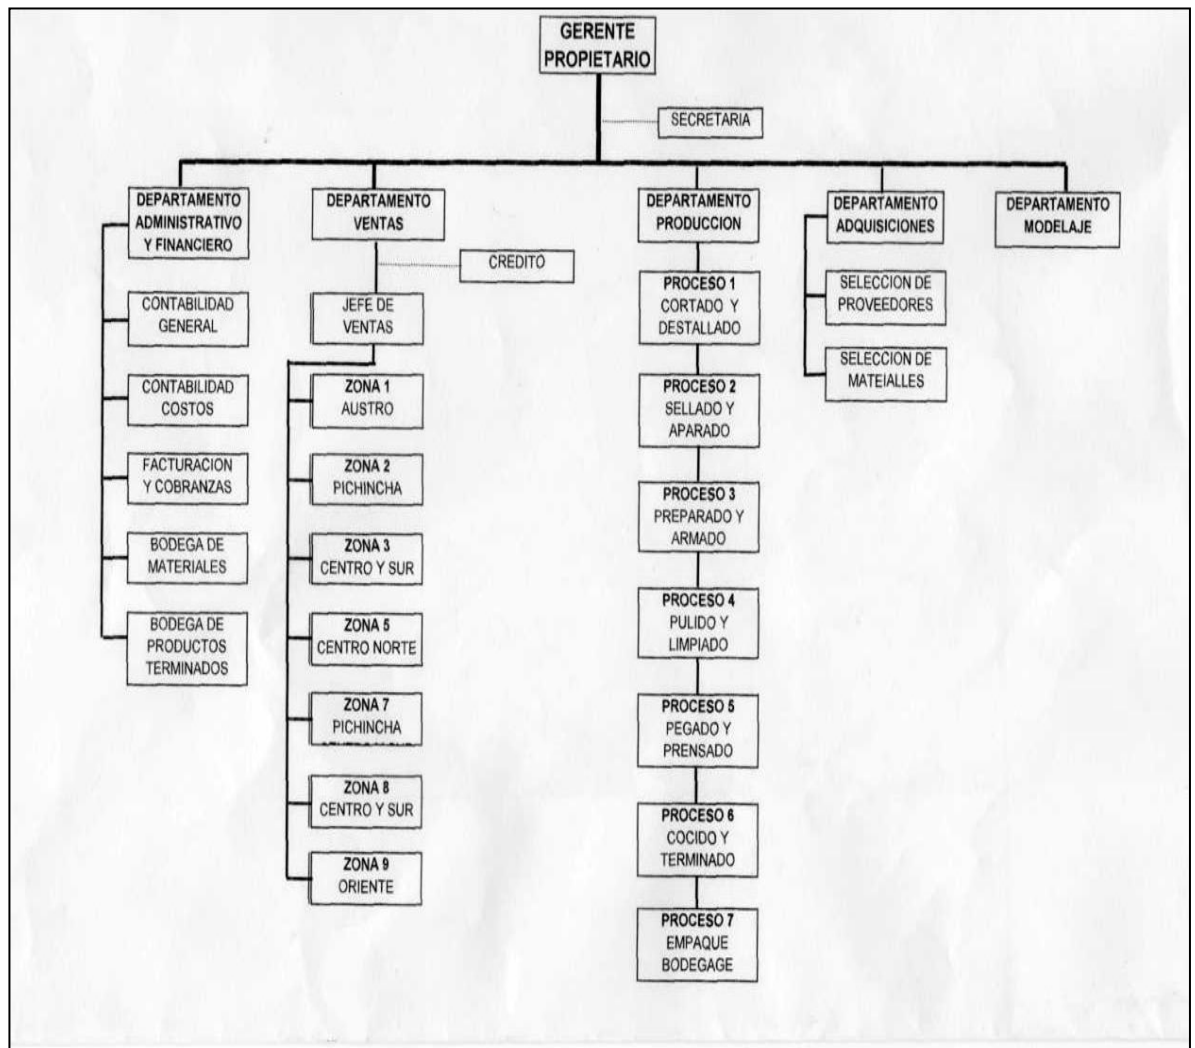 GERENTE
PROPIETARIO
SECRETARIA
DEPARTAMENTO
ADMINISTRATIVO
Y FINANCIERO
CONTABILIDAD
GENERAL
CONTABILIDAD
COSTOS
FACTURACION
Y COBRANZAS
BODEGA DE
MATERIALES
BODEGA DE
PRODUCTOS
TERMINADOS
DEPARTAMENTO
VENTAS
CREDITO
JEFE DE
VENTAS
ZONA 1
AUSTRO
ZONA 2
PICHINCHA
ZONA 3
CENTRO Y SUR
ZONA 5
CENTRO NORTE
ZONA 7
PICHINCHA
ZONA 8
CENTRO Y SUR
ZONA 9
ORIENTE
DEPARTAMENTO
PRODUCCION
PROCESO 1
CORTADO Y
DESTALLADO
PROCESO 2
SELLADO Y
APARADO
PROCESO 3
PREPARADO Y
ARMADO
PROCESO 4
PULIDO Y
LIMPIADO
PROCESO 5
PEGADO Y
PRENSADO
PROCESO 6
COCIDO Y
TERMINADO
PROCESO 7
EMPAQUE
BODEGAGE
DEPARTAMENTO
ADQUISICIONES
SELECCION DE
PROVEEDORES
SELECCION DE
MATEIALLES
DEPARTAMENTO
MODELAJE